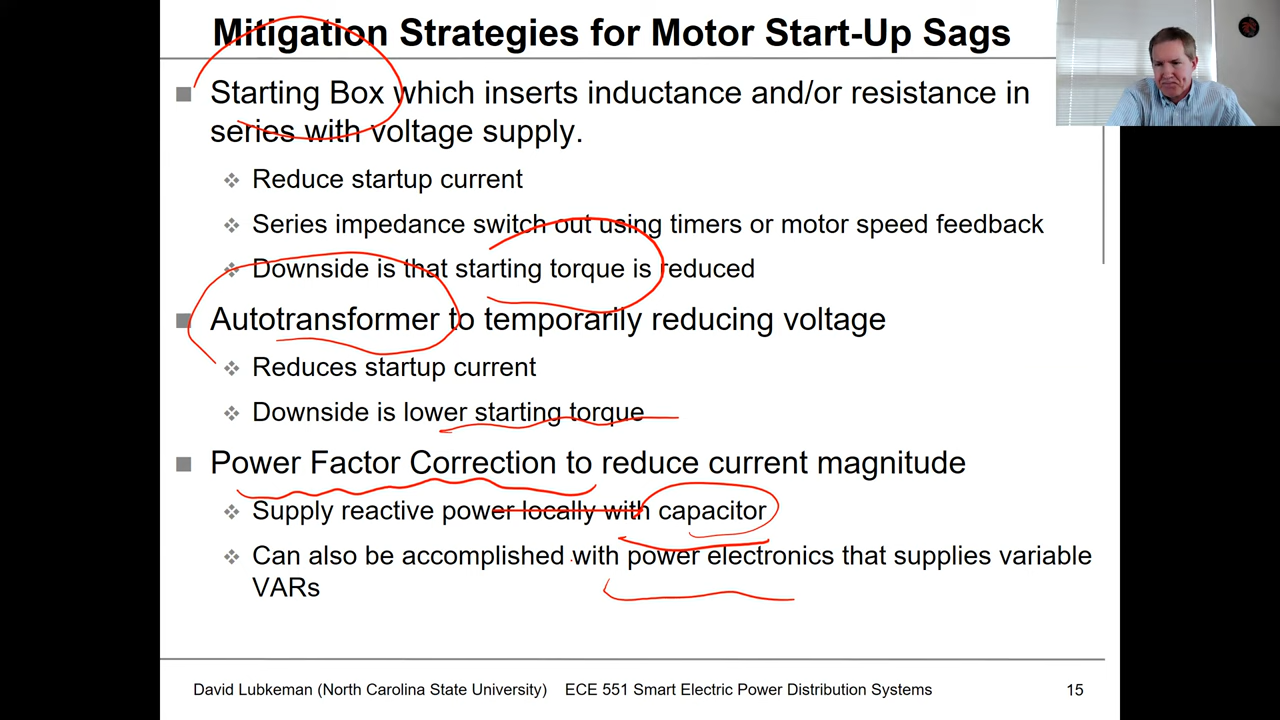 Mitigation Strategies for Motor Start-Up Sags
Starting Box which inserts inductance and/or resistance in
series with voltage supply.
Reduce startup current
Series impedance switch out using timers or motor speed feedback
Downside is that starting torque is reduced
Autotransformer to temporarily reducing voltage
Reduces startup current
Downside is lower starting torque
Power Factor Correction to reduce current magnitude
Supply reactive power locally with capacitor
Can also be accomplished with power electronics that supplies variable
VARs
David Lubkeman (North Carolina State University) ECE 551 Smart Electric Power Distribution Systems 15